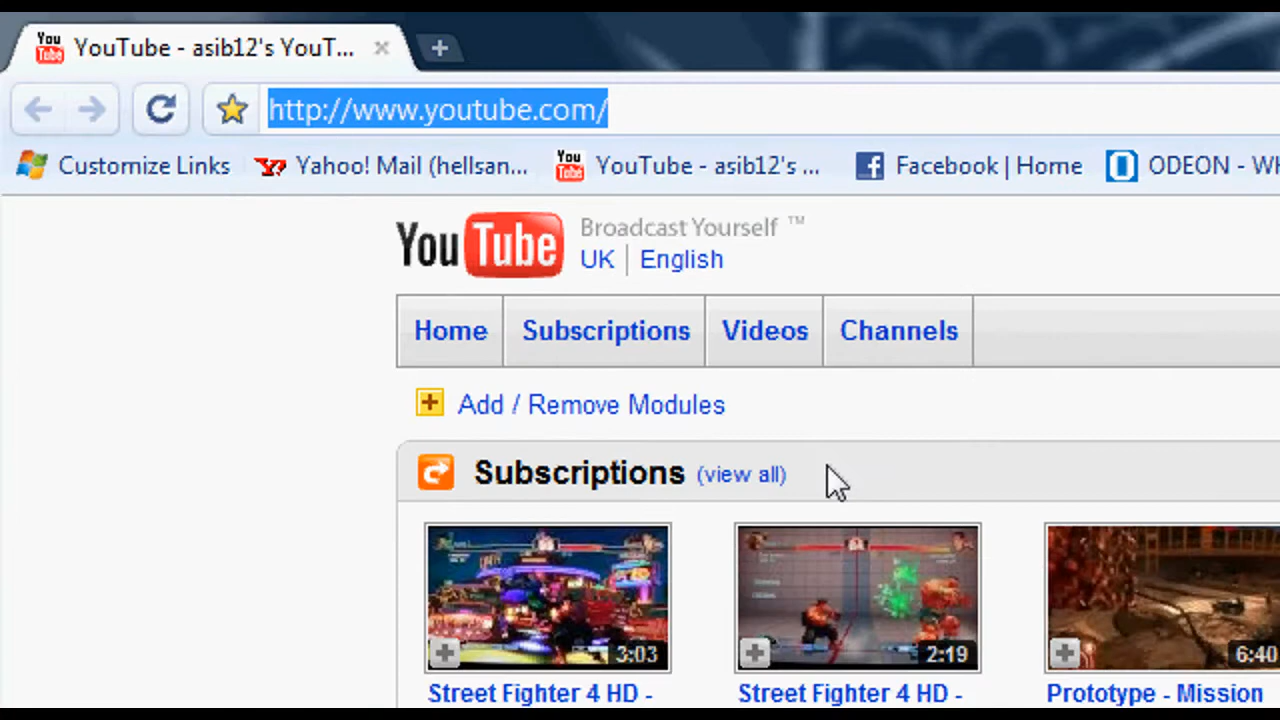 YouTube - asib12's YouT...
http://www.youtube.com/
Customize Links Yahoo! Mail (hellsan... YouTube - asib12's ... Facebook | Home ODEON - Wh
YouTube Broadcast Yourself ™
UK | English
Home Subscriptions Videos Channels
Add / Remove Modules
Subscriptions (view all)
3:03 2:19 6:40
Street Fighter 4 HD - Street Fighter 4 HD - Prototype - Mission